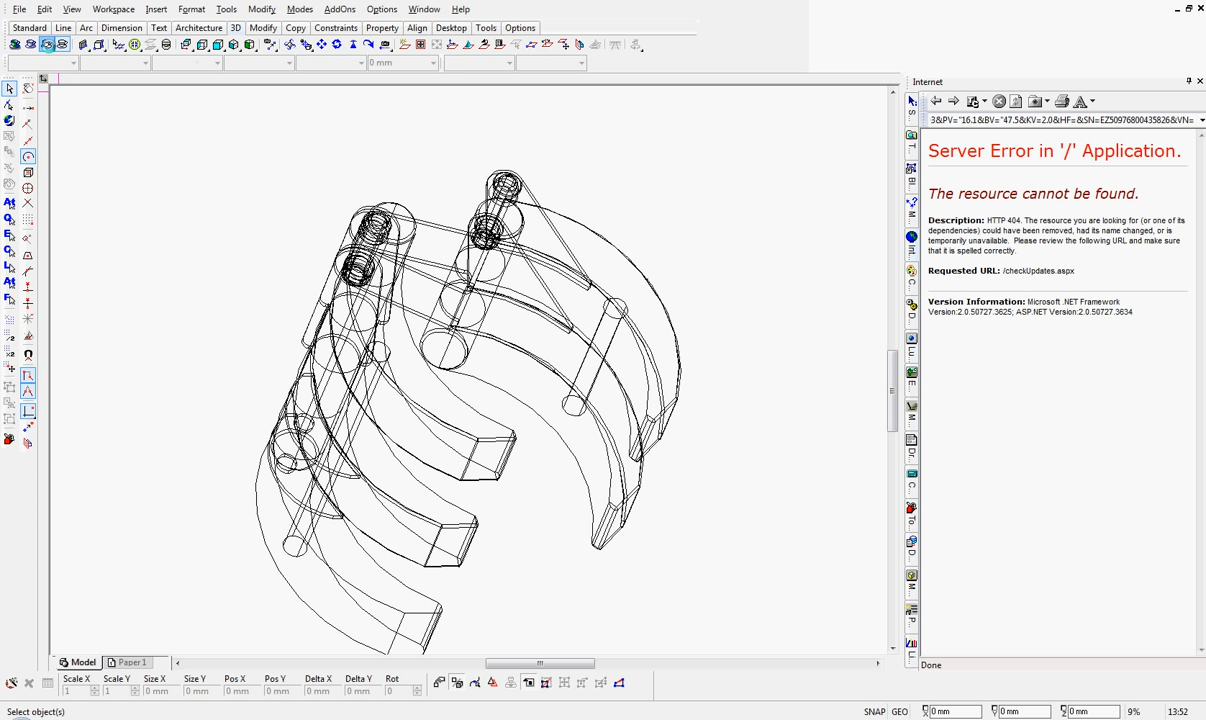 File Edit View Workspace Insert Format Tools Modify Modes AddOns Options Window Help
Standard Line Arc Dimension Text Architecture 3D Modify Copy Constraints Property Align Desktop Tools Options
0 mm
Internet
3&PV="16.1&BV="47.5&KV=2.0&HF=&SN=EZ50976800435826&VN=
Server Error in '/' Application.
The resource cannot be found.
Description: HTTP 404. The resource you are looking for (or one of its
dependencies) could have been removed, had its name changed, or is
temporarily unavailable. Please review the following URL and make sure
that it is spelled correctly.
Requested URL: /checkUpdates.aspx
Version Information: Microsoft .NET Framework
Version:2.0.50727.3625; ASP.NET Version:2.0.50727.3634
Done
Model Paper1
Scale X Scale Y Size X Size Y Pos X Pos Y Delta X Delta Y Rot
1 1 0 mm 0 mm 0 mm 0 mm 0 mm 0 mm 0
Select object(s)
SNAP GEO 0 mm 0 mm 0 mm 9% 13:52